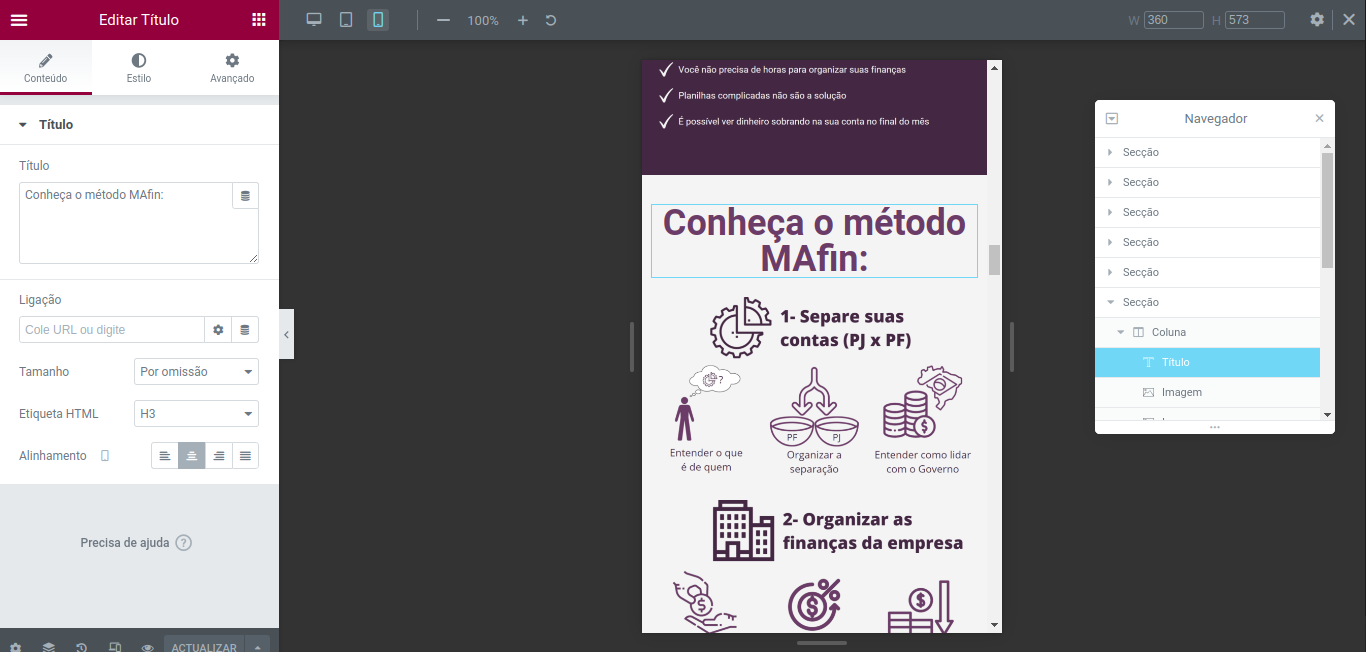 Editar Título
100%
W 360 H 573
Conteúdo
Estilo
Avançado
Título
Título
Conheça o método MAfin:
Ligação
Cole URL ou digite
Tamanho
Por omissão
Etiqueta HTML
H3
Alinhamento
Precisa de ajuda ?
ACTUALIZAR
Você não precisa de horas para organizar suas finanças
Planilhas complicadas não são a solução
É possível ver dinheiro sobrando na sua conta no final do mês
Conheça o método
MAfin:
1- Separe suas
contas (PJ x PF)
?
PF
PJ
$
Entender o que
é de quem
Organizar a
separação
Entender como lidar
com o Governo
2- Organizar as
finanças da empresa
$
$
%
$
Navegador
Secção
Secção
Secção
Secção
Secção
Secção
Coluna
Título
Imagem